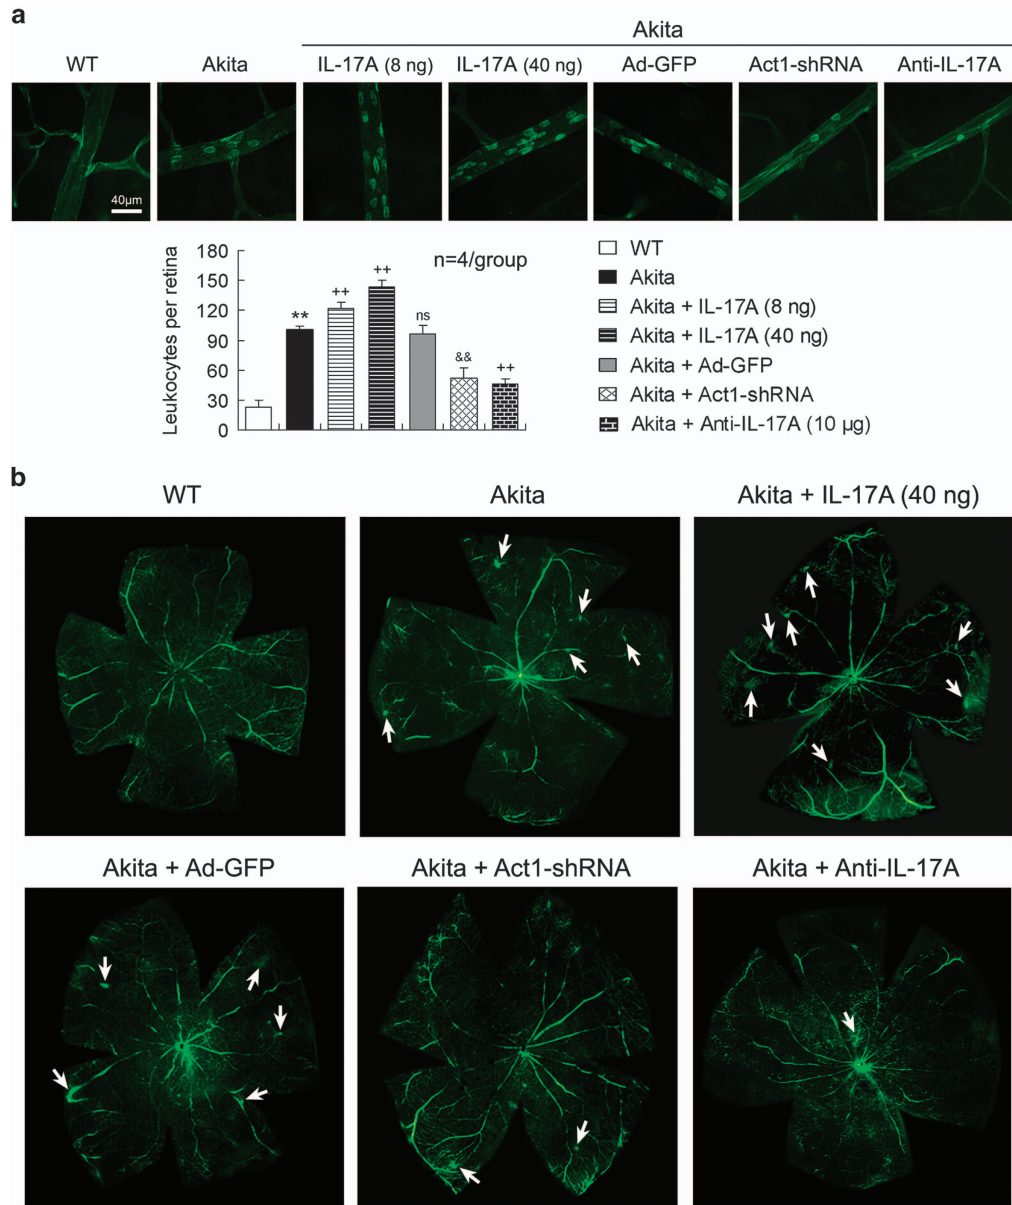 a
Akita
WT Akita IL-17A (8 ng) IL-17A (40 ng) Ad-GFP Act1-shRNA Anti-IL-17A
40µm
Leukocytes per retina
180
150
120
90
60
30
0
n=4/group
**
++
++
ns
&&
++
WT
Akita
Akita + IL-17A (8 ng)
Akita + IL-17A (40 ng)
Akita + Ad-GFP
Akita + Act1-shRNA
Akita + Anti-IL-17A (10 µg)
b
WT Akita Akita + IL-17A (40 ng)
Akita + Ad-GFP Akita + Act1-shRNA Akita + Anti-IL-17A